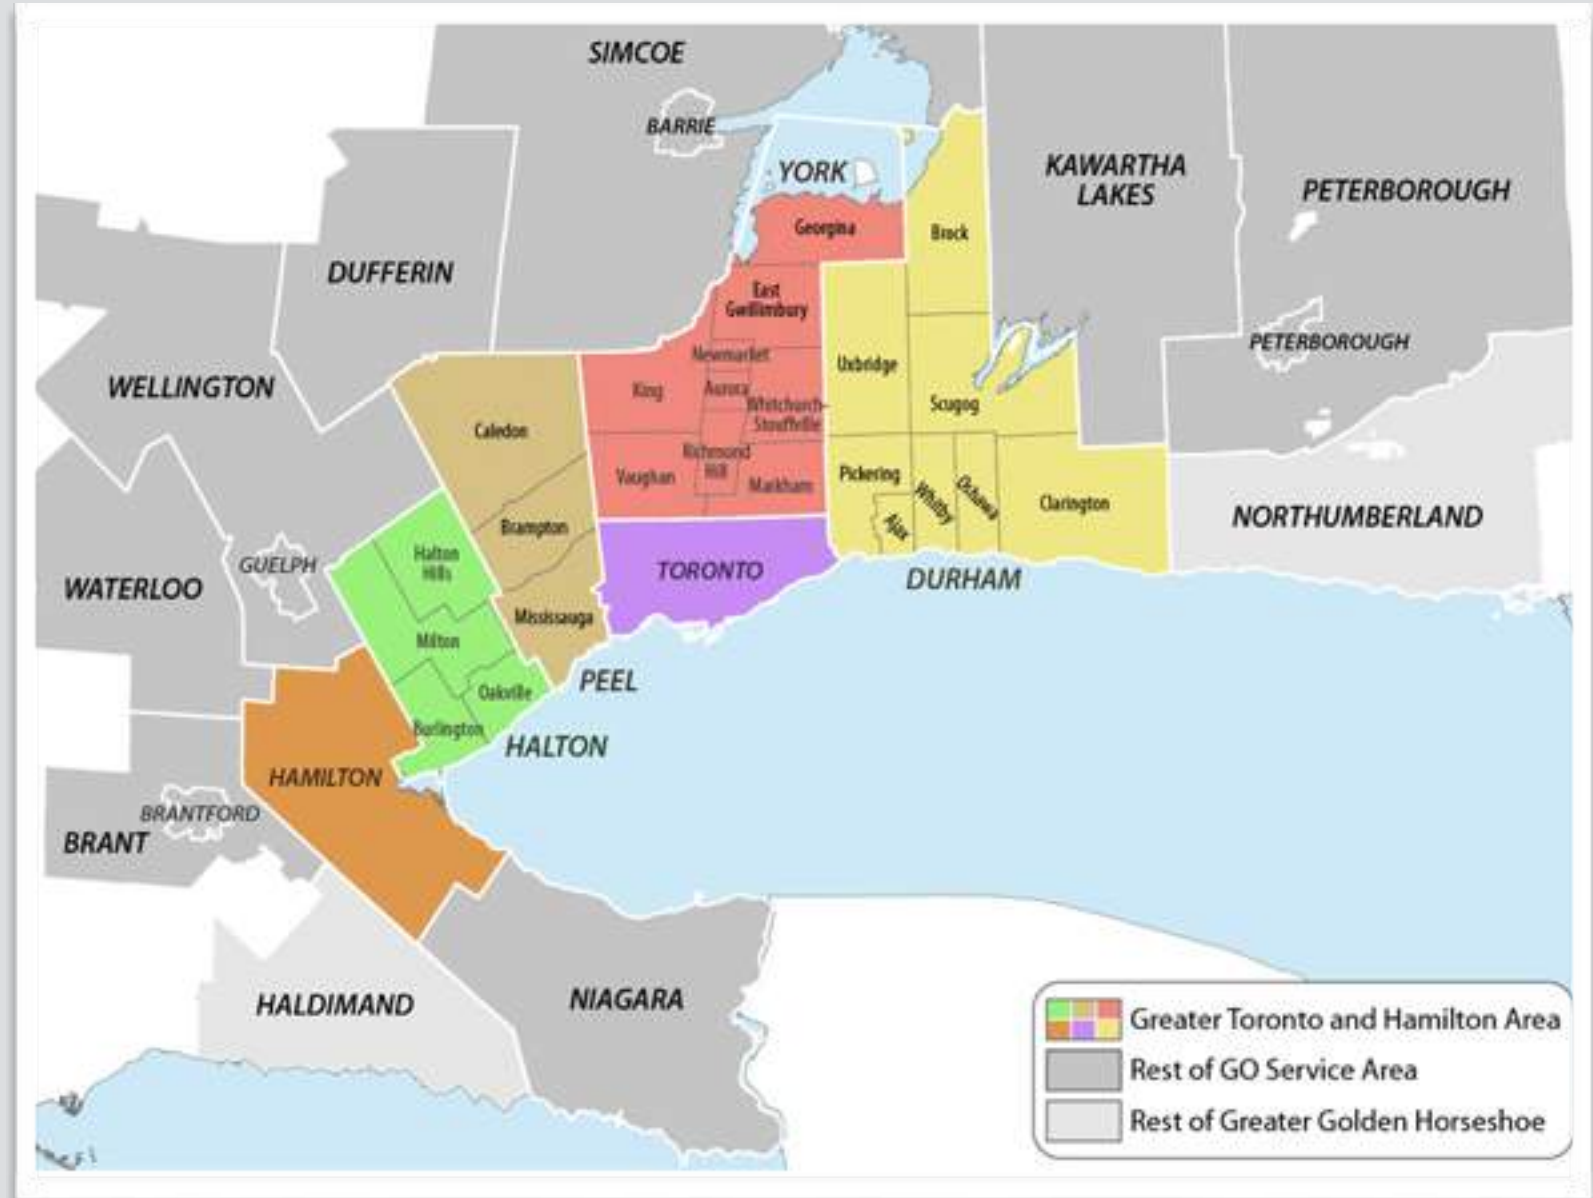 SIMCOE
BARRIE
YORK
KAWARTHA
LAKES
PETERBOROUGH
Georgina
Brock
DUFFERIN
East
Gwillimbury
PETERBOROUGH
Newmarket
Uxbridge
WELLINGTON
King
Aurora
Whitchurch-
Stouffville
Scugog
Caledon
Richmond
Hill
Vaughan
Markham
Pickering
Whitby
Oshawa
Ajax
Clarington
NORTHUMBERLAND
Brampton
Halton
Hills
GUELPH
TORONTO
DURHAM
WATERLOO
Mississauga
Milton
PEEL
Oakville
Burlington
HALTON
HAMILTON
BRANTFORD
BRANT
HALDIMAND
NIAGARA
Greater Toronto and Hamilton Area
Rest of GO Service Area
Rest of Greater Golden Horseshoe